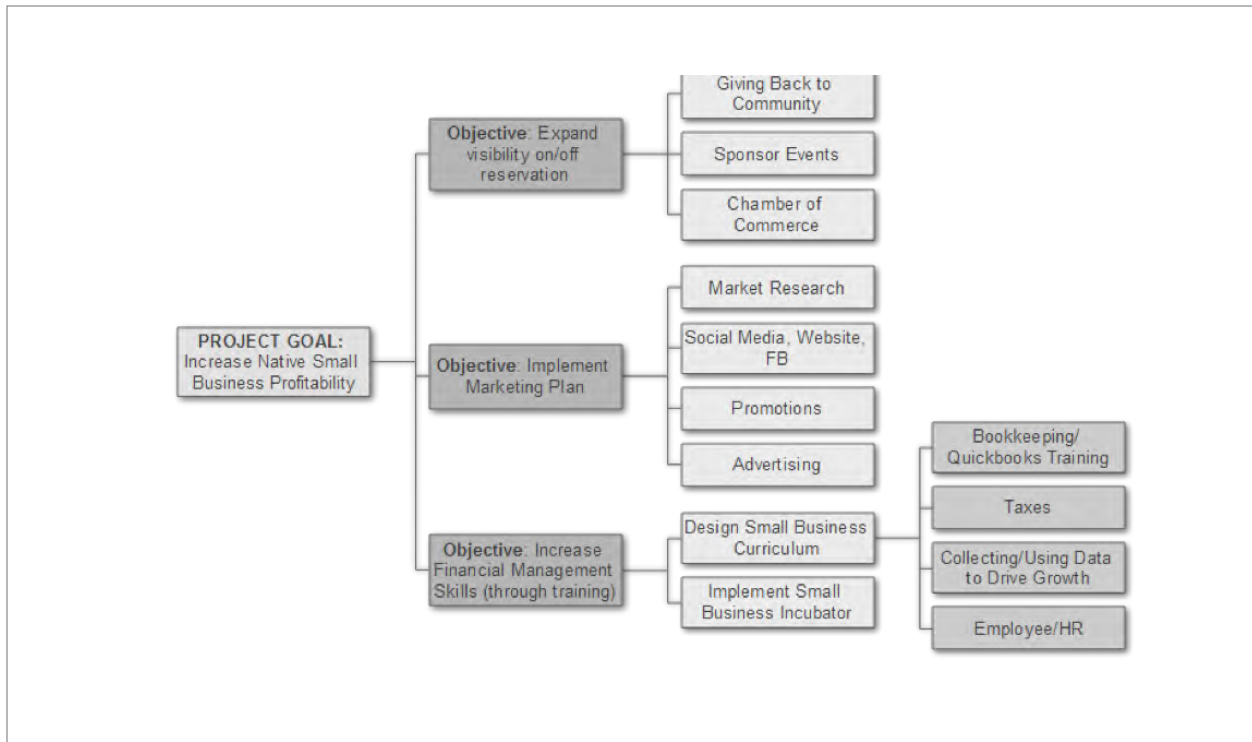 Giving Back to
Community
Objective: Expand
visibility on/off
reservation
Sponsor Events
Chamber of
Commerce
PROJECT GOAL:
Increase Native Small
Business Profitability
Objective: Implement
Marketing Plan
Market Research
Social Media, Website,
FB
Promotions
Advertising
Objective: Increase
Financial Management
Skills (through training)
Design Small Business
Curriculum
Implement Small
Business Incubator
Bookkeeping/
Quickbooks Training
Taxes
Collecting/Using Data
to Drive Growth
Employee/HR